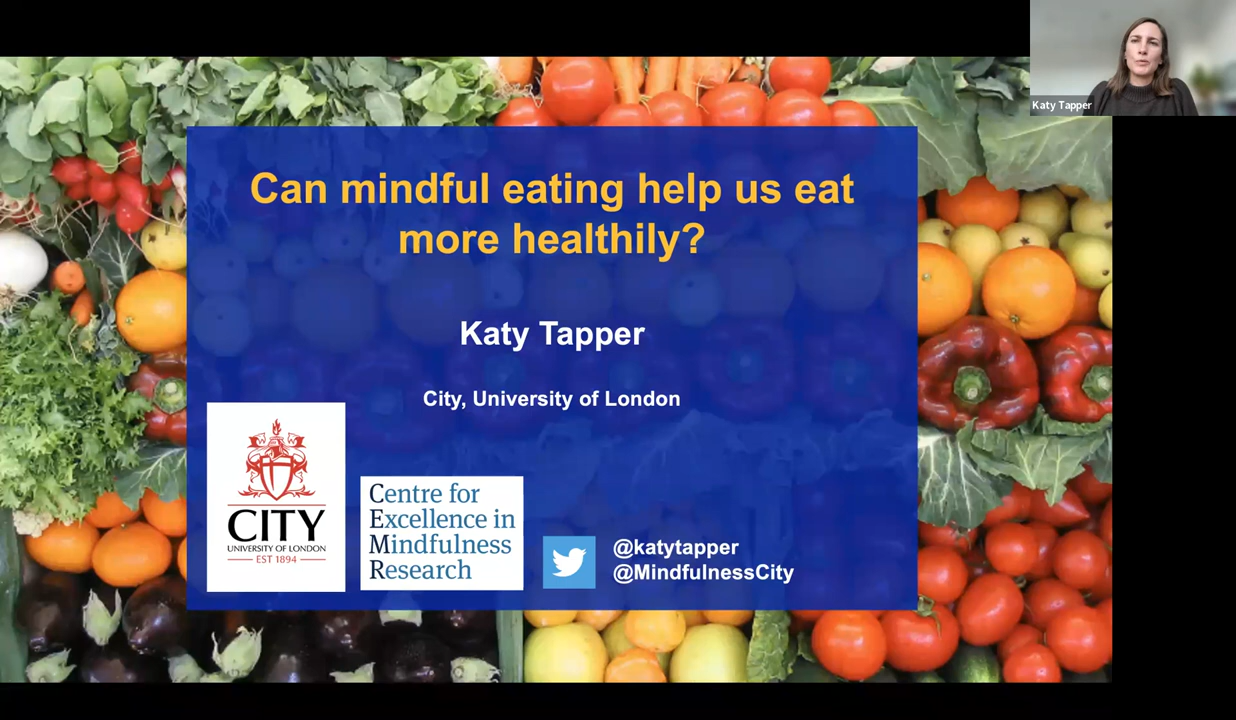 Katy Tapper
Can mindful eating help us eat
more healthily?
Katy Tapper
City, University of London
CITY
UNIVERSITY OF LONDON
EST 1894
Centre for
Excellence in
Mindfulness
Research
@katytapper
@MindfulnessCity